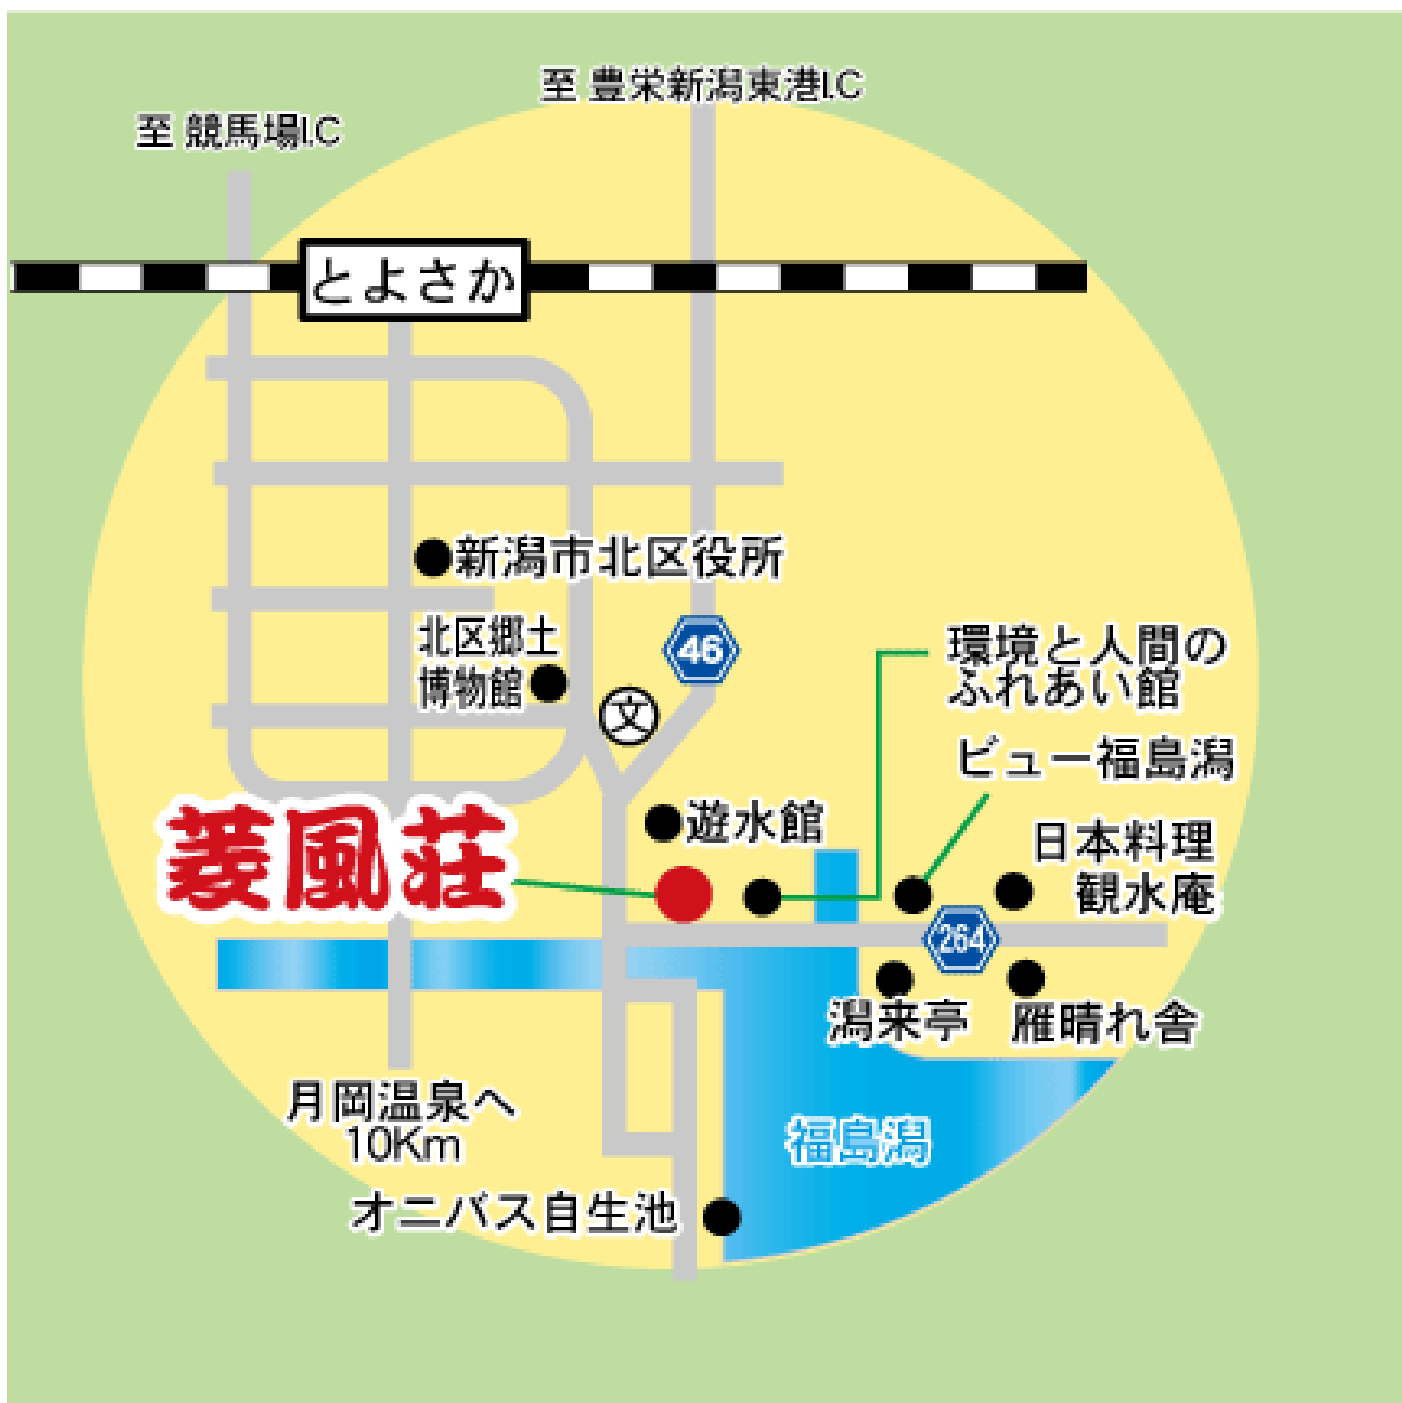 至 豊栄新潟東港I.C
至 競馬場I.C
とよさか
新潟市北区役所
北区郷土
博物館
46
文
環境と人間の
ふれあい館
ビュー福島潟
遊水館
日本料理
観水庵
菱風荘
264
潟来亭
雁晴れ舎
月岡温泉へ
10Km
福島潟
オニバス自生池